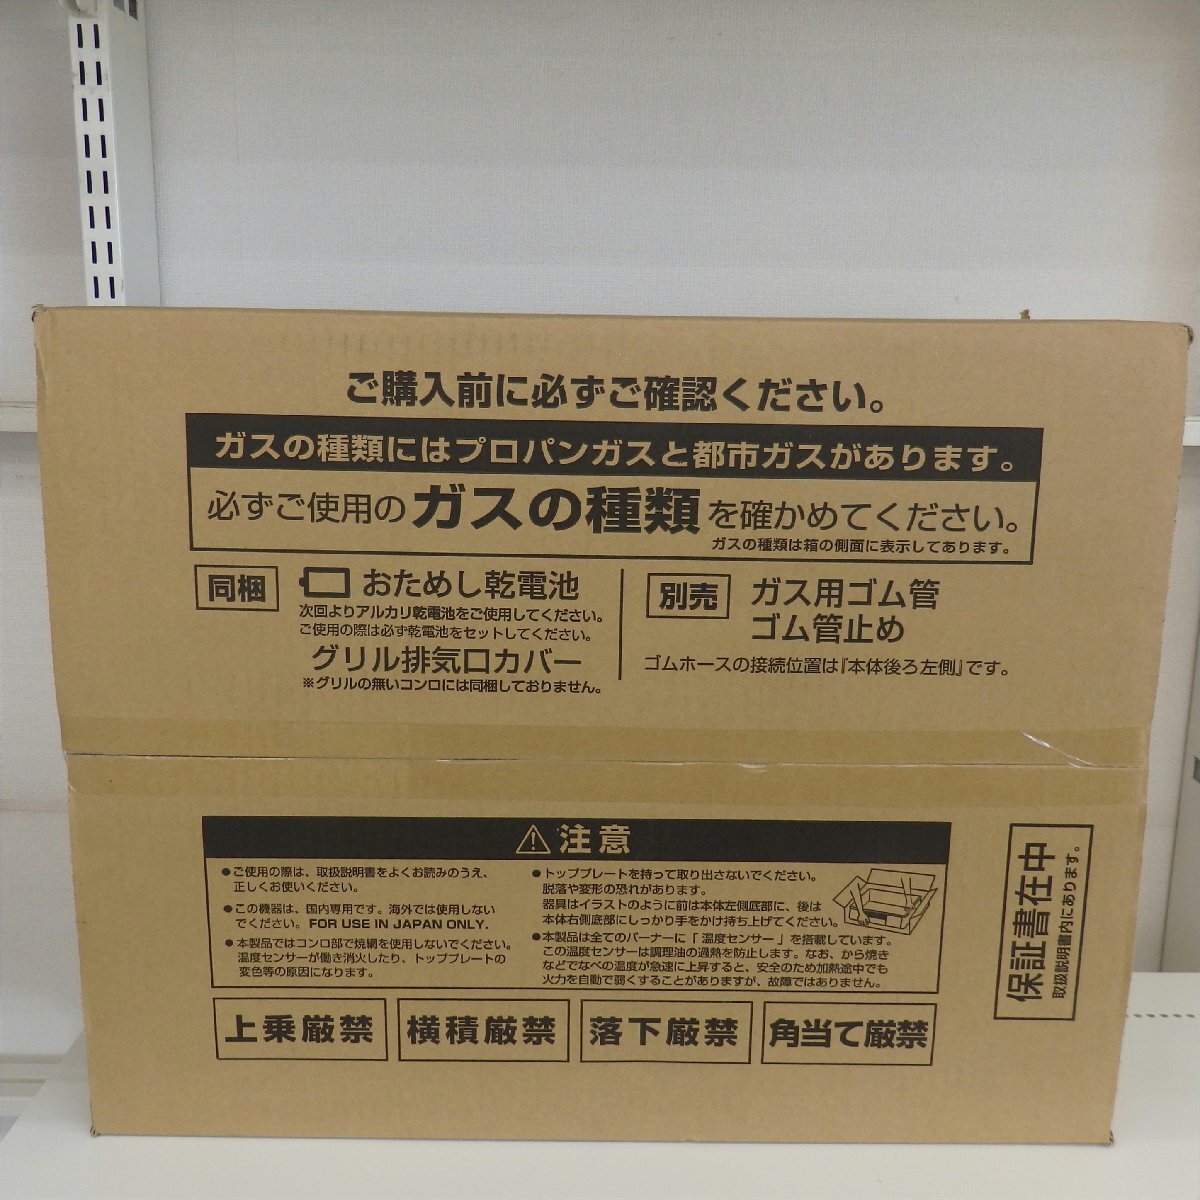 ご購入前に必ずご確認ください。
ガスの種類にはプロパンガスと都市ガスがあります。
必ずご使用のガスの種類を確かめてください。
ガスの種類は箱の側面に表示してあります。
同梱
おためし乾電池
次回よりアルカリ乾電池をご使用してください。
ご使用の際は必ず乾電池をセットしてください。
グリル排気口カバー
※グリルの無いコンロには同梱しておりません。
別売
ガス用ゴム管
ゴム管止め
ゴムホースの接続位置は『本体後ろ左側』です。
注意
●ご使用の際は、取扱説明書をよくお読みのうえ、
正しくお使いください。
●この機器は、国内専用です。海外では使用しない
でください。FOR USE IN JAPAN ONLY.
●本製品ではコンロ部で焼網を使用しないでください。
温度センサーが働き消火したり、トッププレートの
変色等の原因になります。
●トッププレートを持って取り出さないでください。
脱落や変形の恐れがあります。
器具はイラストのように前は本体左側底部に、後は
本体右側底部にしっかり手をかけ持ち上げてください。
●本製品は全てのバーナーに「温度センサー」を搭載しています。
この温度センサーは調理油の過熱を防止します。なお、から焼き
などでなべの温度が急速に上昇すると、安全のため加熱途中でも
火力を自動で弱くすることがありますが、故障ではありません。
保証書在中
取扱説明書内にあります。
上乗厳禁
横積厳禁
落下厳禁
角当て厳禁